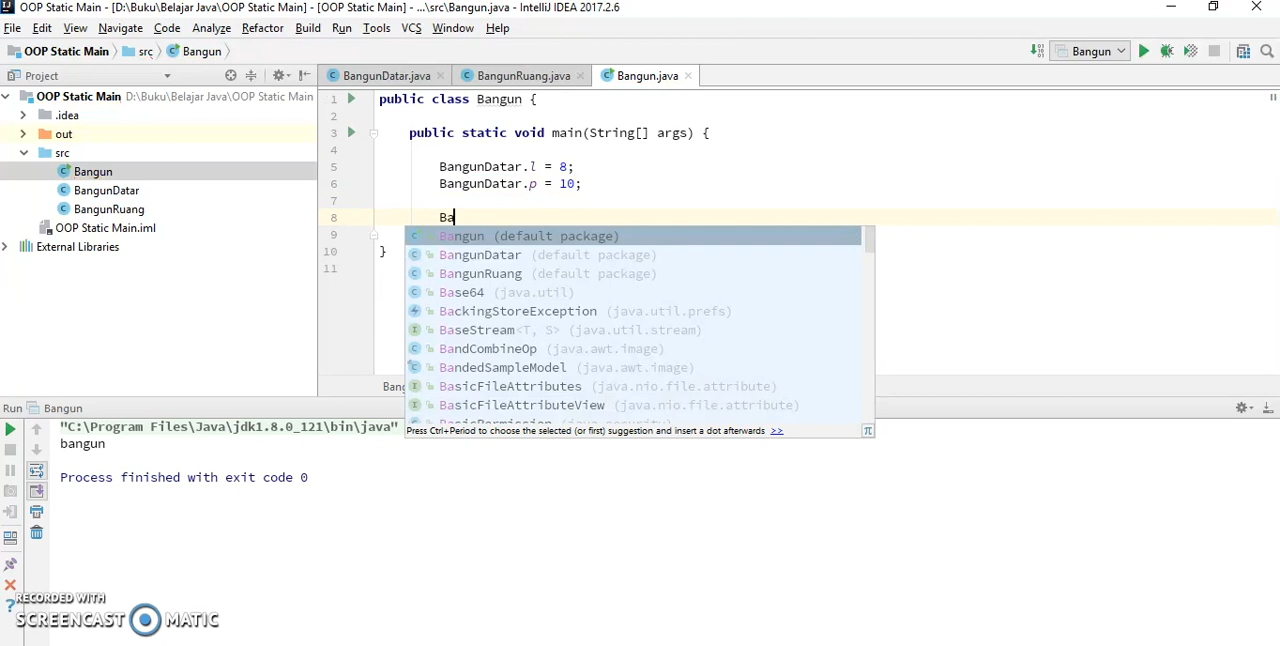 OOP Static Main - [D:\Buku\Belajar Java\OOP Static Main] - [OOP Static Main] - ...\src\Bangun.java - IntelliJ IDEA 2017.2.6
File Edit View Navigate Code Analyze Refactor Build Run Tools VCS Window Help
OOP Static Main src Bangun
Bangun
Project
BangunDatar.java BangunRuang.java Bangun.java
OOP Static Main D:\Buku\Belajar Java\OOP Static Main
.idea
out
src
Bangun
BangunDatar
BangunRuang
OOP Static Main.iml
External Libraries
1 public class Bangun {
2
3 public static void main(String[] args) {
4
5 BangunDatar.l = 8;
6 BangunDatar.p = 10;
7
8 Ba
9
10 }
11
Bangun (default package)
BangunDatar (default package)
BangunRuang (default package)
Base64 (java.util)
BackingStoreException (java.util.prefs)
BaseStream<T, S> (java.util.stream)
BandCombineOp (java.awt.image)
BandedSampleModel (java.awt.image)
BasicFileAttributes (java.nio.file.attribute)
BasicFileAttributeView (java.nio.file.attribute)
BasicPermission (java.security)
Press Ctrl+Period to choose the selected (or first) suggestion and insert a dot afterwards >>
Bang
Run Bangun
"C:\Program Files\Java\jdk1.8.0_121\bin\java"
bangun
Process finished with exit code 0
RECORDED WITH
SCREENCAST MATIC